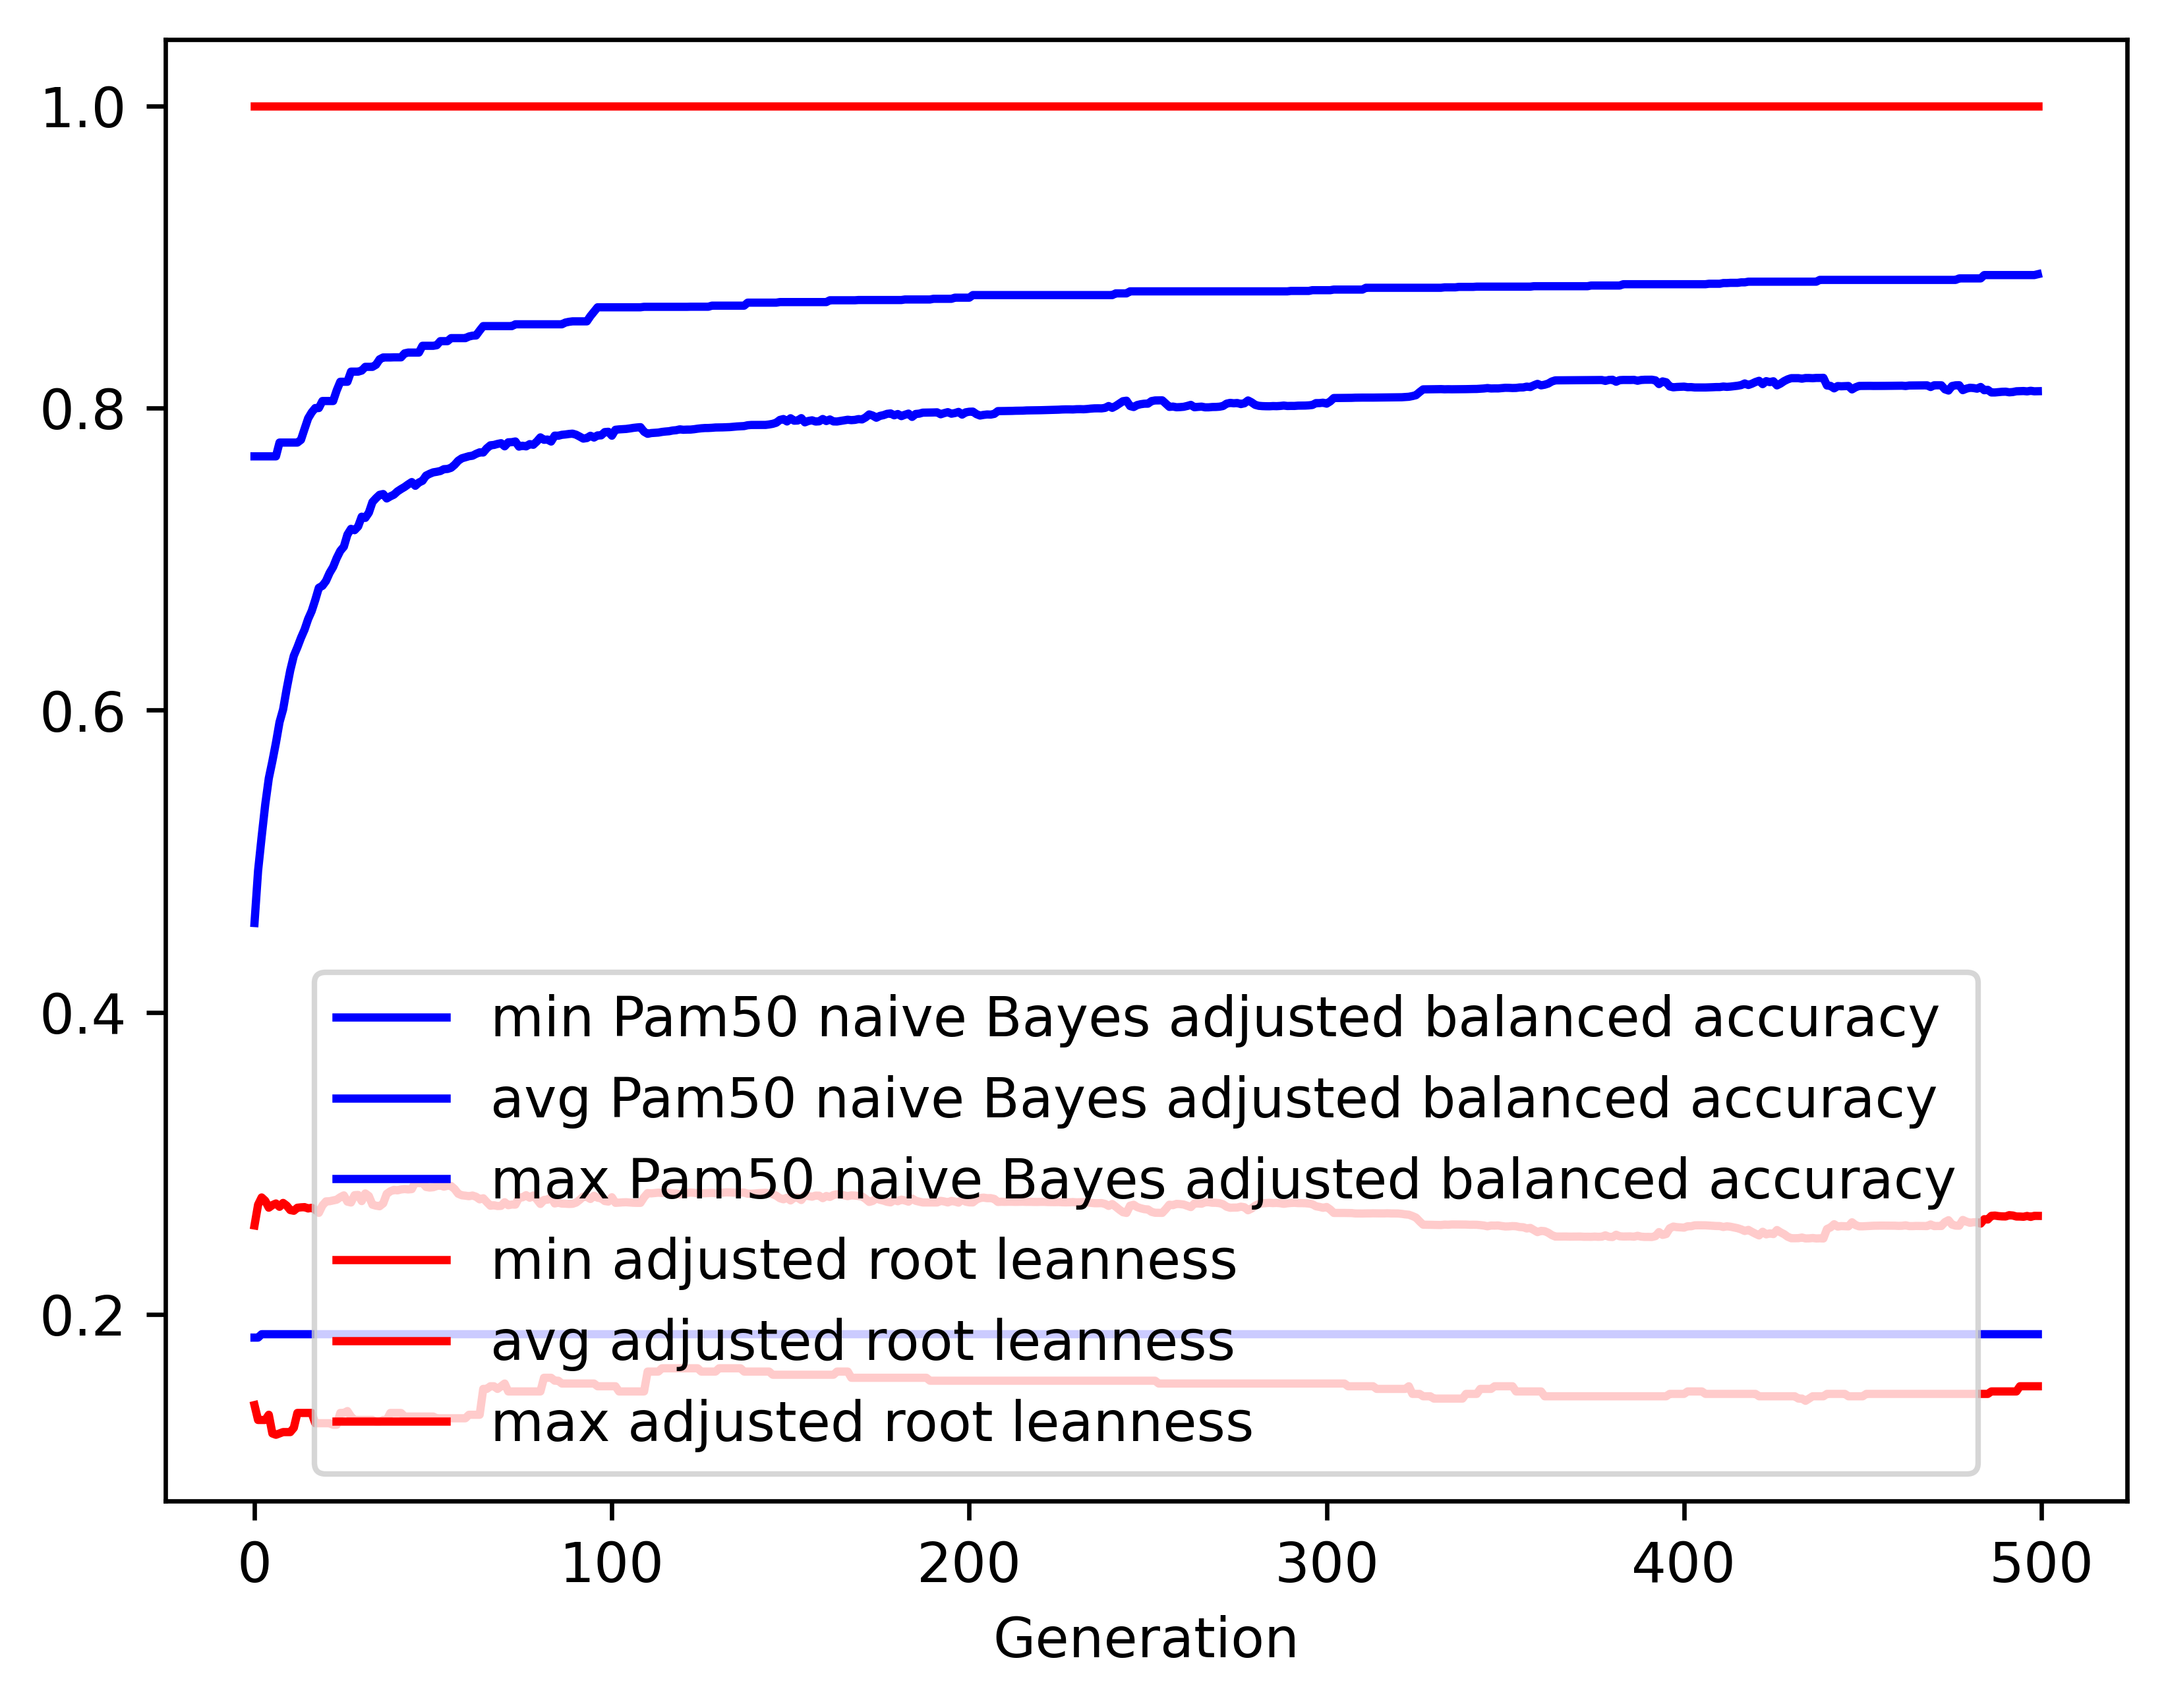 1.0
0.8
0.6
0.4
0.2
min Pam50 naive Bayes adjusted balanced accuracy
avg Pam50 naive Bayes adjusted balanced accuracy
max Pam50 naive Bayes adjusted balanced accuracy
min adjusted root leanness
avg adjusted root leanness
max adjusted root leanness
0 100 200 300 400 500
Generation